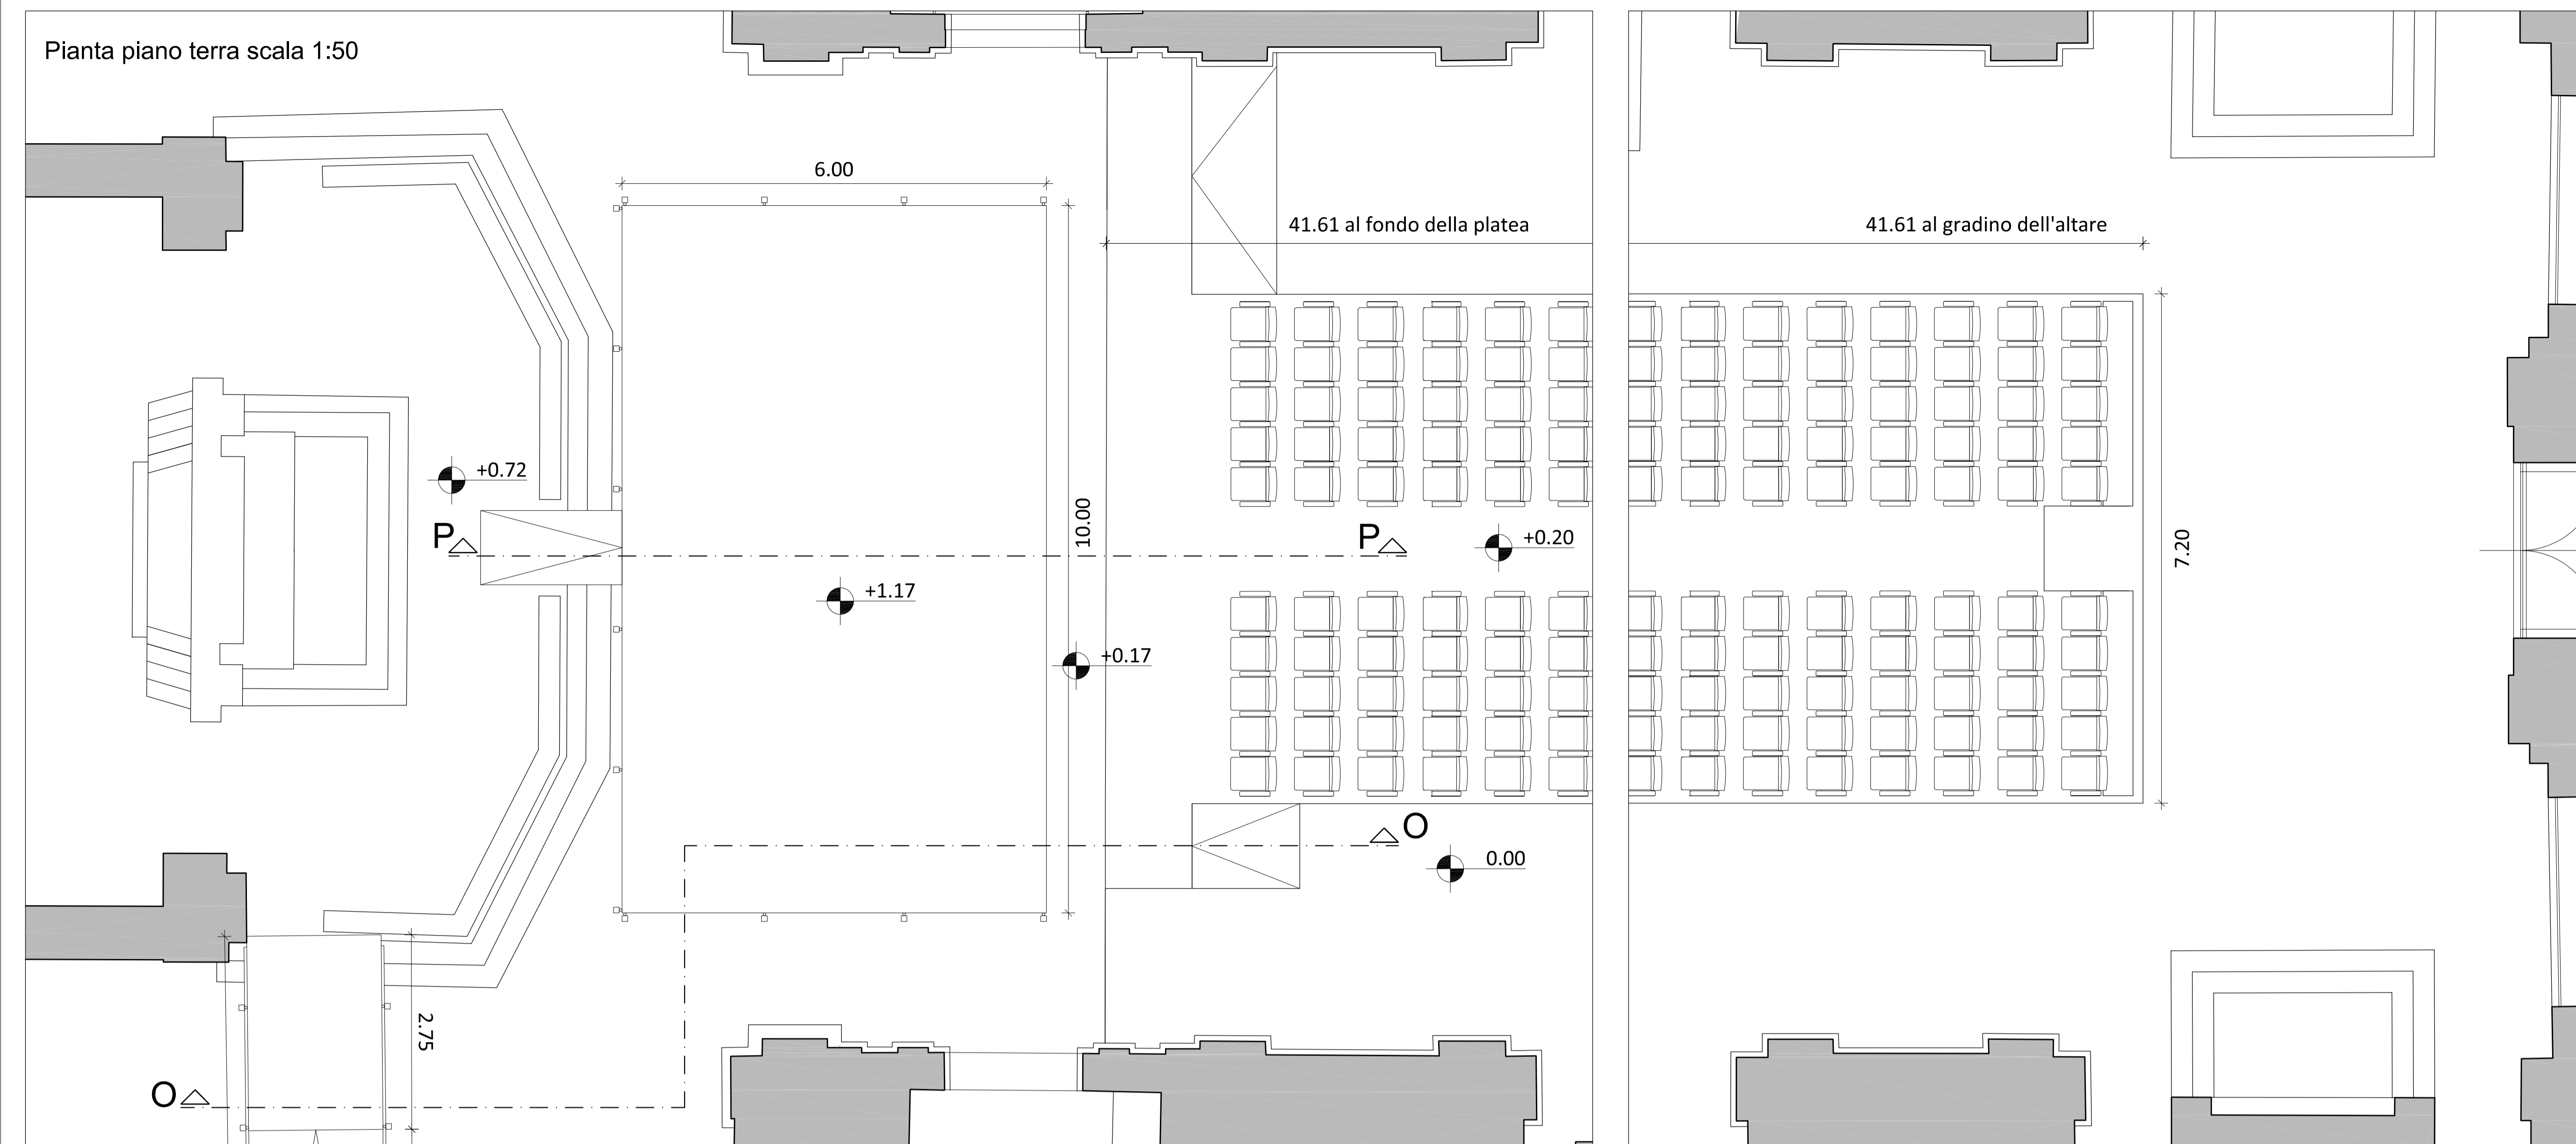 Pianta piano terra scala 1:50
6.00
41.61 al fondo della platea
41.61 al gradino dell'altare
+0.72
10.00
P
P
+0.20
7.20
+1.17
+0.17
O
0.00
2.75
O